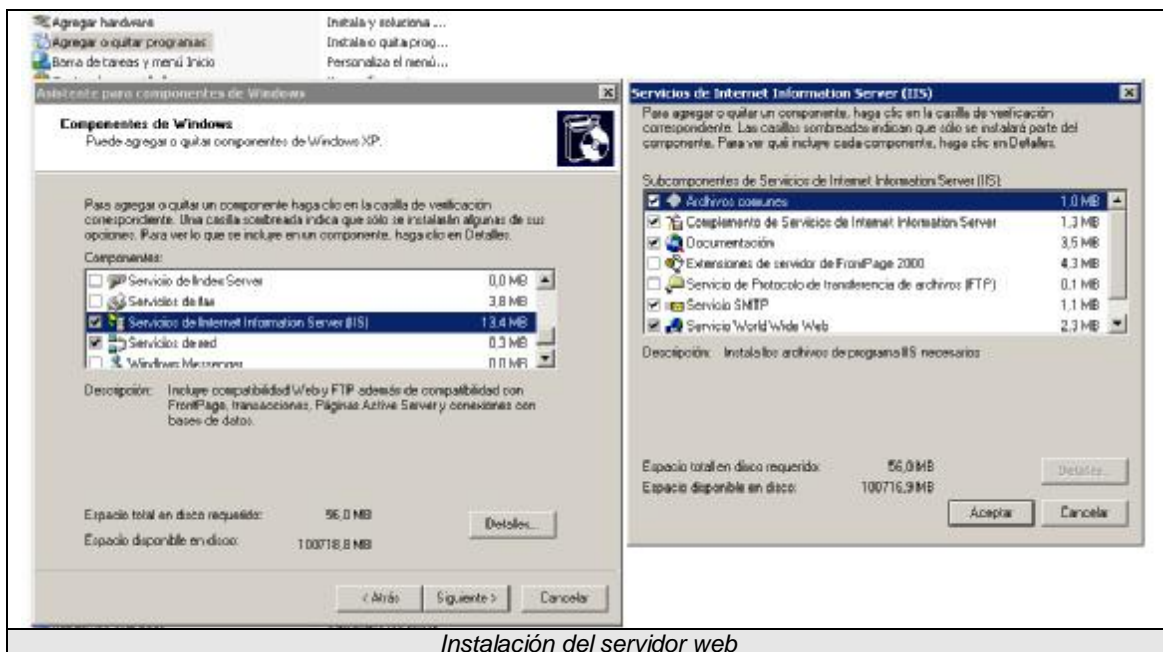 Agregar hardware
Instala y soluciona ...
Agregar o quitar programas
Instala o quita prog...
Barra de tareas y menú Inicio
Personaliza el menú...
Asistente para componentes de Windows
Componentes de Windows
Puede agregar o quitar componentes de Windows XP.
Para agregar o quitar un componente haga clic en la casilla de verificación
correspondiente. Una casilla sombreada indica que sólo se instalarán algunas de sus
opciones. Para ver lo que se incluye en un componente, haga clic en Detalles.
Componentes:
Servicio de Index Server 0,0 MB
Servicios de fax 3,8 MB
Servicios de Internet Information Server (IIS) 13,4 MB
Servicios de red 0,3 MB
Windows Messenger 0,0 MB
Descripción: Incluye compatibilidad Web y FTP además de compatibilidad con
FrontPage, transacciones, Páginas Active Server y conexiones con
bases de datos.
Espacio total en disco requerido: 56,0 MB
Espacio disponible en disco: 100718,8 MB
Detalles...
< Atrás
Siguiente >
Cancelar
Servicios de Internet Information Server (IIS)
Para agregar o quitar un componente, haga clic en la casilla de verificación
correspondiente. Las casillas sombreadas indican que sólo se instalará parte del
componente. Para ver qué incluye cada componente, haga clic en Detalles.
Subcomponentes de Servicios de Internet Information Server (IIS):
Archivos comunes 1,0 MB
Complemento de Servicios de Internet Information Server 1,3 MB
Documentación 3,5 MB
Extensiones de servidor de FrontPage 2000 4,3 MB
Servicio de Protocolo de transferencia de archivos (FTP) 0,1 MB
Servicio SMTP 1,1 MB
Servicio World Wide Web 2,3 MB
Descripción: Instala los archivos de programa IIS necesarios
Espacio total en disco requerido: 56,0 MB
Espacio disponible en disco: 100716,9 MB
Detalles...
Aceptar
Cancelar
Instalación del servidor web